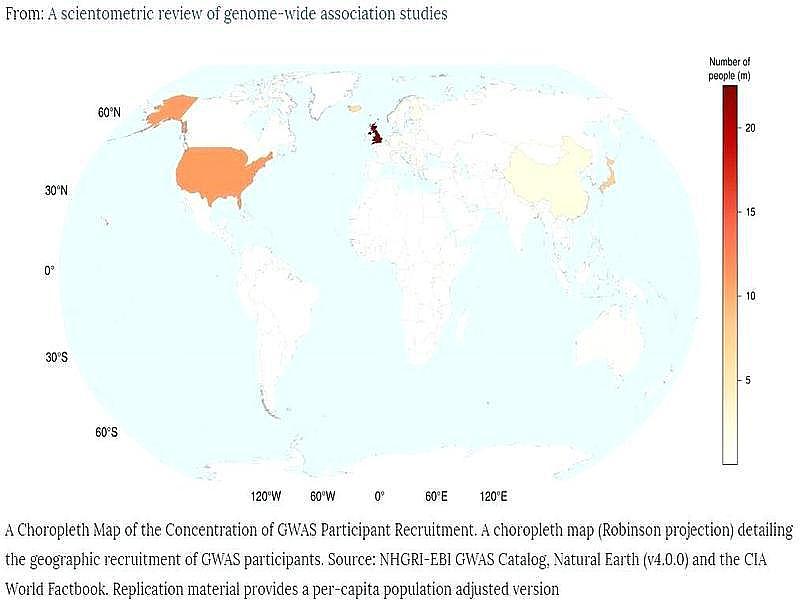 From: A scientometric review of genome-wide association studies
Number of
people (m)
60°N
20
30°N
15
0°
10
30°S
5
60°S
120°W 60°W 0° 60°E 120°E
A Choropleth Map of the Concentration of GWAS Participant Recruitment. A choropleth map (Robinson projection) detailing
the geographic recruitment of GWAS participants. Source: NHGRI-EBI GWAS Catalog, Natural Earth (v4.0.0) and the CIA
World Factbook. Replication material provides a per-capita population adjusted version